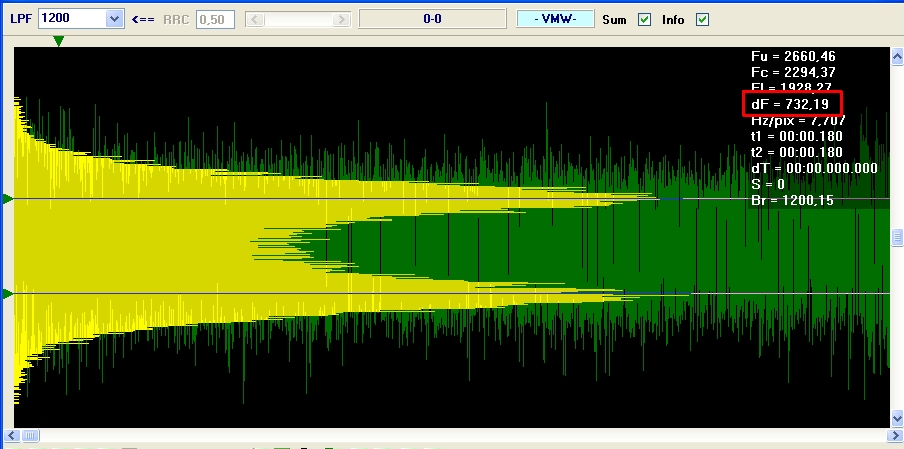 LPF 1200 <== RRC 0,50 0-0 - VMW- Sum Info
Fu = 2660,46
Fc = 2294,37
Fl = 1928,27
dF = 732,19
Hz/pix = 7,707
t1 = 00:00.180
t2 = 00:00.180
dT = 00:00.000.000
S = 0
Br = 1200,15